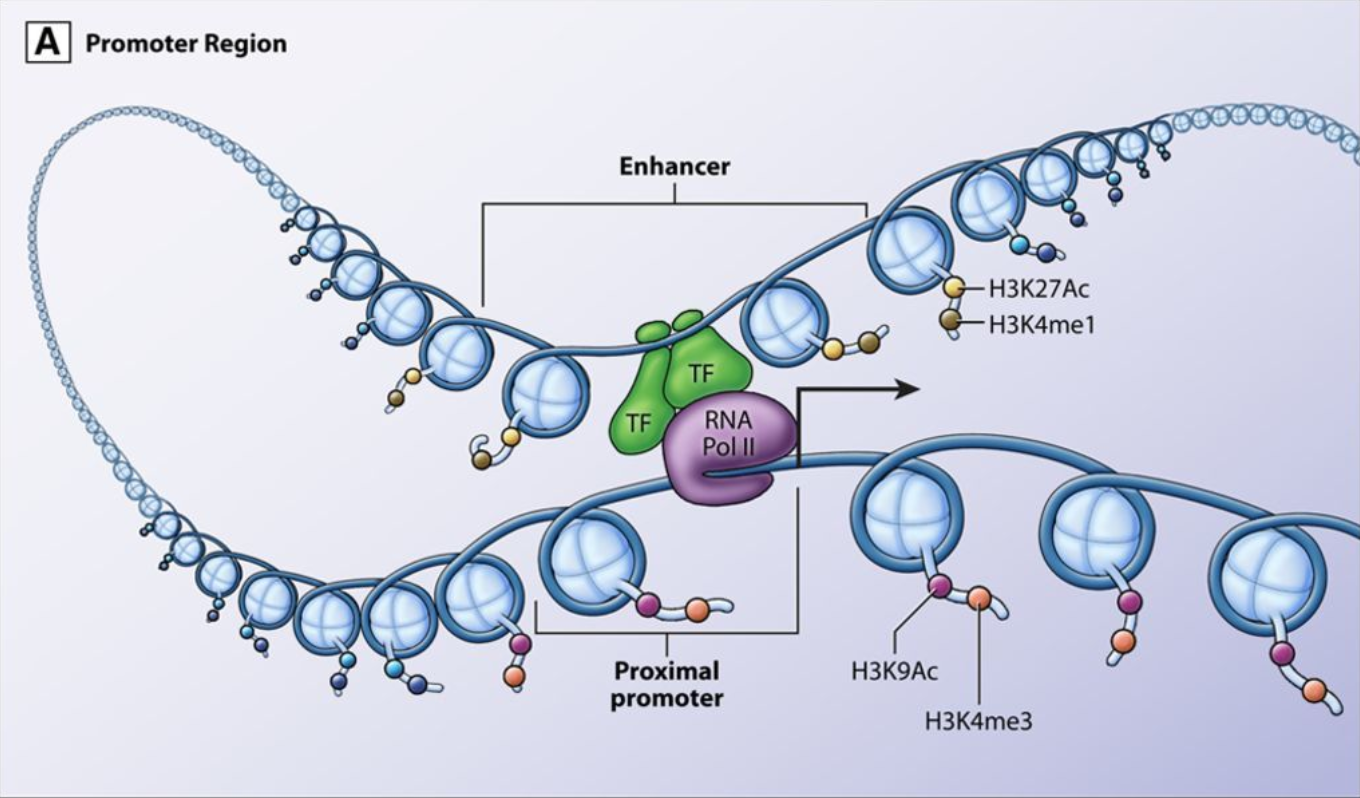 A Promoter Region
Enhancer
H3K27Ac
H3K4me1
TF
TF
RNA
Pol II
Proximal
promoter
H3K9Ac
H3K4me3